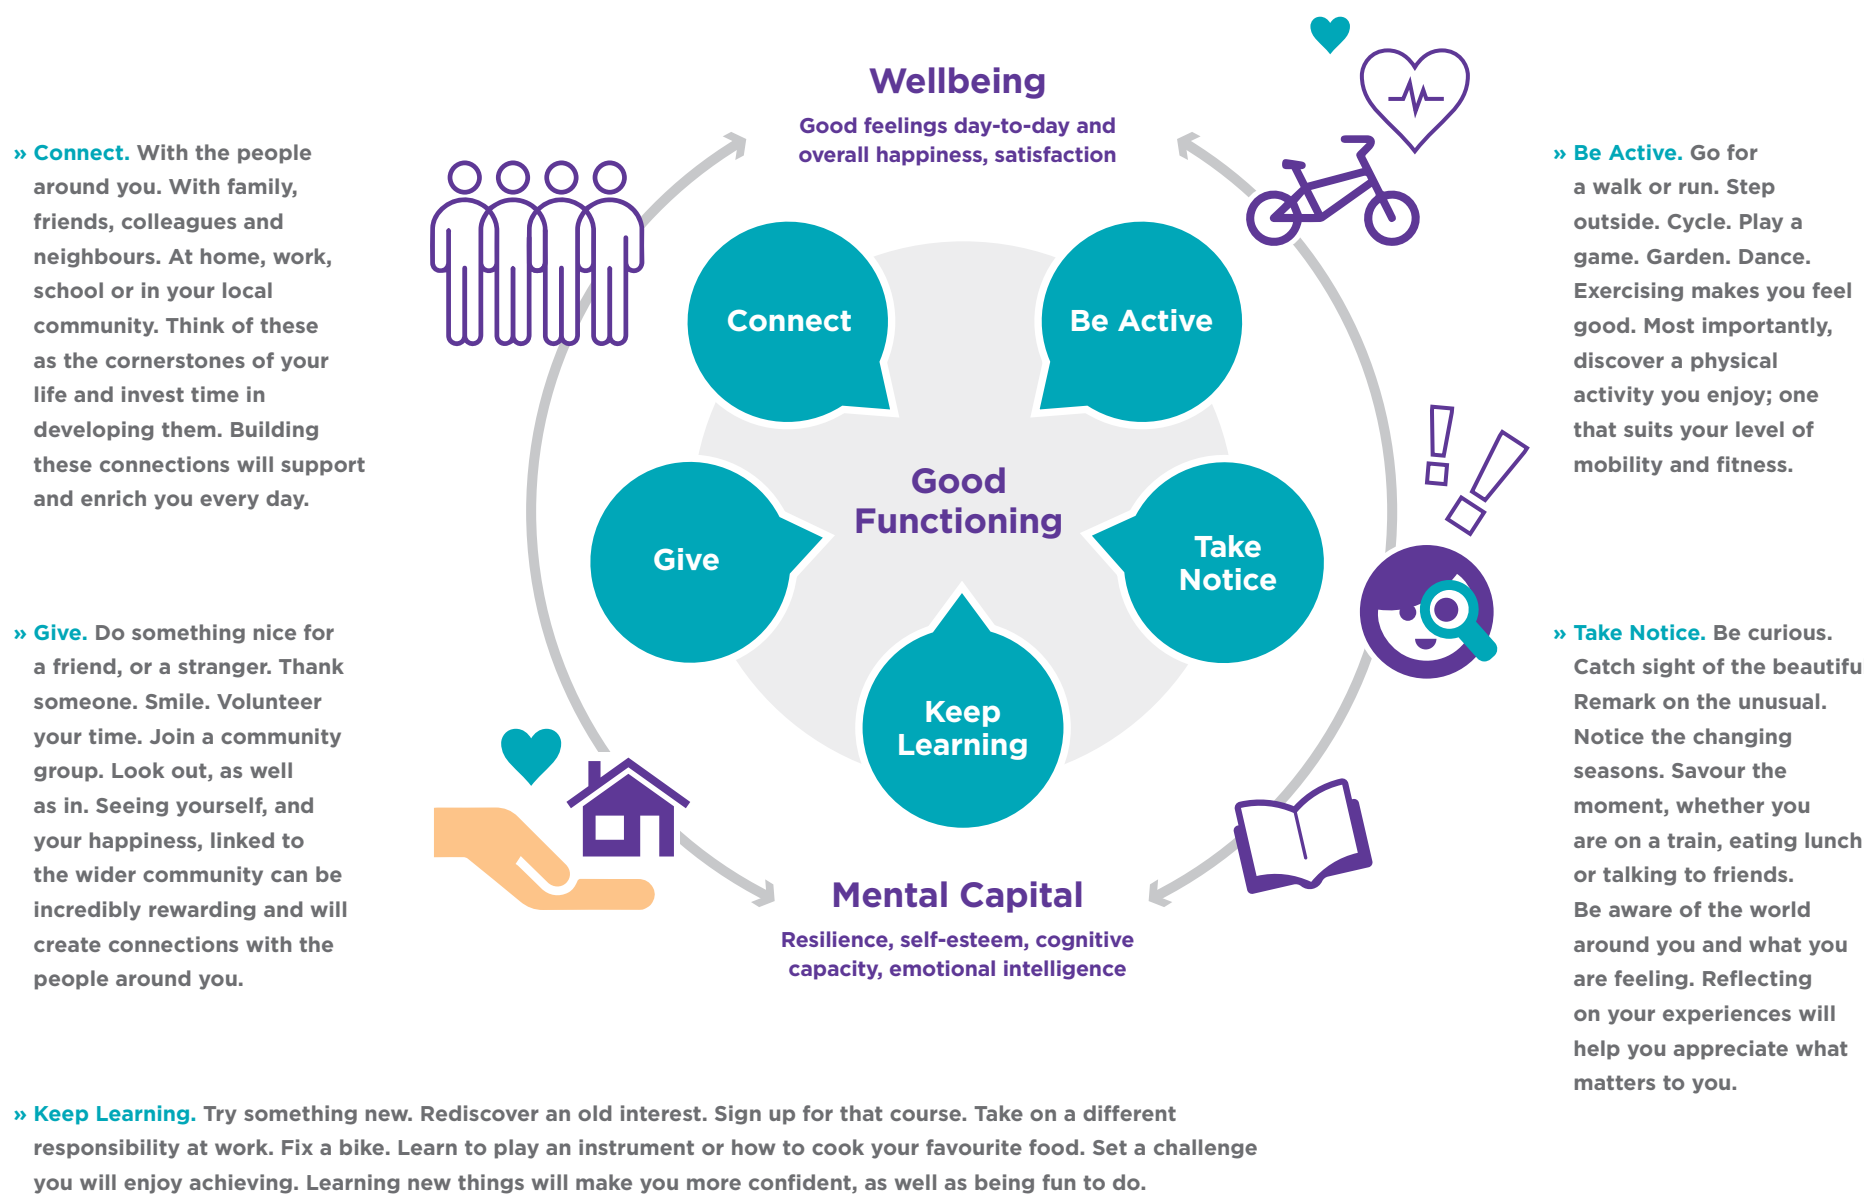 Wellbeing
Good feelings day-to-day and
overall happiness, satisfaction
» Connect. With the people
around you. With family,
friends, colleagues and
neighbours. At home, work,
school or in your local
community. Think of these
as the cornerstones of your
life and invest time in
developing them. Building
these connections will support
and enrich you every day.
» Be Active. Go for
a walk or run. Step
outside. Cycle. Play a
game. Garden. Dance.
Exercising makes you feel
good. Most importantly,
discover a physical
activity you enjoy; one
that suits your level of
mobility and fitness.
Connect
Be Active
Good
Functioning
Give
Take
Notice
Keep
Learning
» Give. Do something nice for
a friend, or a stranger. Thank
someone. Smile. Volunteer
your time. Join a community
group. Look out, as well
as in. Seeing yourself, and
your happiness, linked to
the wider community can be
incredibly rewarding and will
create connections with the
people around you.
» Take Notice. Be curious.
Catch sight of the beautifu
Remark on the unusual.
Notice the changing
seasons. Savour the
moment, whether you
are on a train, eating lunch
or talking to friends.
Be aware of the world
around you and what you
are feeling. Reflecting
on your experiences will
help you appreciate what
matters to you.
Mental Capital
Resilience, self-esteem, cognitive
capacity, emotional intelligence
» Keep Learning. Try something new. Rediscover an old interest. Sign up for that course. Take on a different
responsibility at work. Fix a bike. Learn to play an instrument or how to cook your favourite food. Set a challenge
you will enjoy achieving. Learning new things will make you more confident, as well as being fun to do.